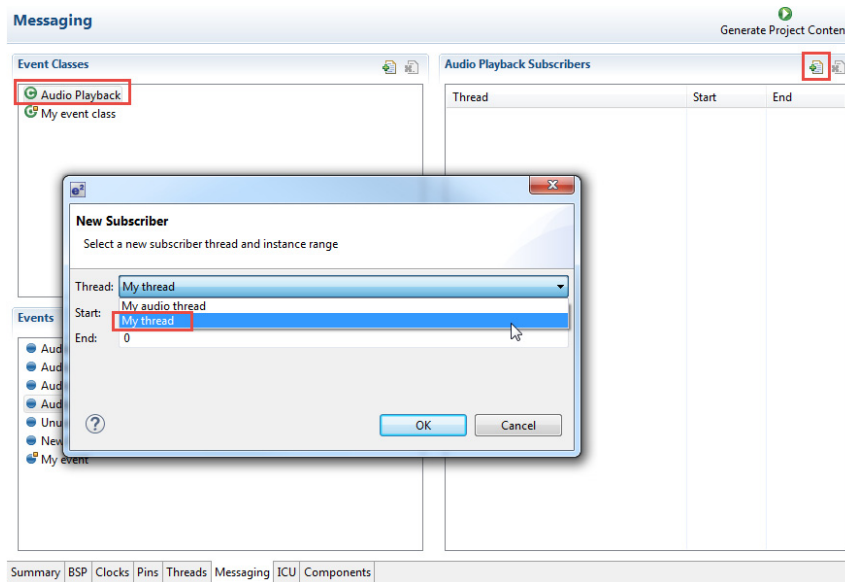 Messaging
Generate Project Conten
Event Classes
Audio Playback
My event class
Audio Playback Subscribers
Thread Start End
e²
New Subscriber
Select a new subscriber thread and instance range
Thread: My thread
My audio thread
Start: My thread
End: 0
? OK Cancel
Events
Aud
Aud
Aud
Aud
Unu
New
My event
Summary BSP Clocks Pins Threads Messaging ICU Components